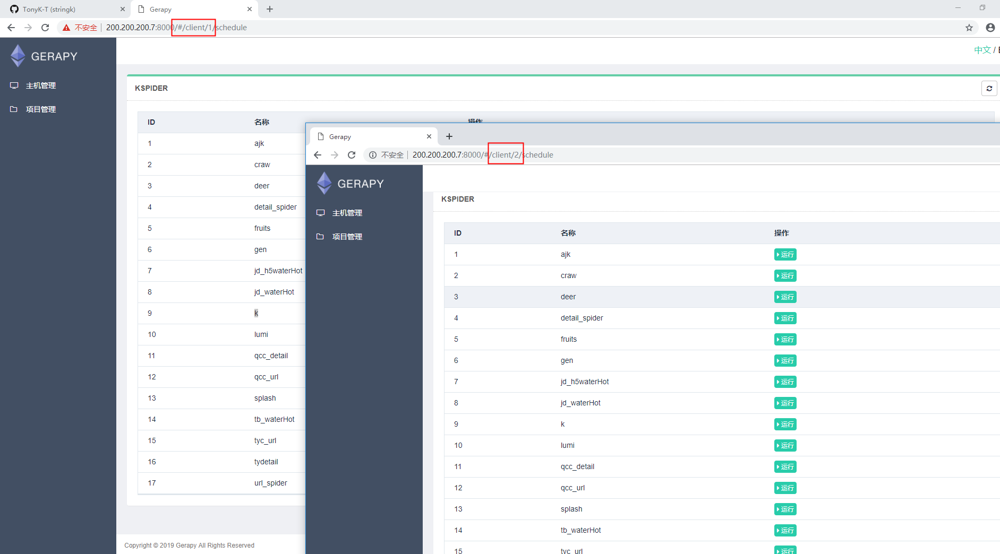 TonyK-T (stringk)
Gerapy
不安全
200.200.200.7:8000/#/client/1/schedule
GERAPY
中文 /
主机管理
项目管理
KSPIDER
ID 名称 操作
1 ajk
2 craw
3 deer
4 detail_spider
5 fruits
6 gen
7 jd_h5waterHot
8 jd_waterHot
9 k
10 lumi
11 qcc_detail
12 qcc_url
13 splash
14 tb_waterHot
15 tyc_url
16 tydetail
17 url_spider
Copyright © 2019 Gerapy All Rights Reserved
Gerapy
不安全
200.200.200.7:8000/#/client/2/schedule
GERAPY
主机管理
项目管理
KSPIDER
ID 名称 操作
1 ajk 运行
2 craw 运行
3 deer 运行
4 detail_spider 运行
5 fruits 运行
6 gen 运行
7 jd_h5waterHot 运行
8 jd_waterHot 运行
9 k 运行
10 lumi 运行
11 qcc_detail 运行
12 qcc_url 运行
13 splash 运行
14 tb_waterHot 运行
15 tyc_url 运行